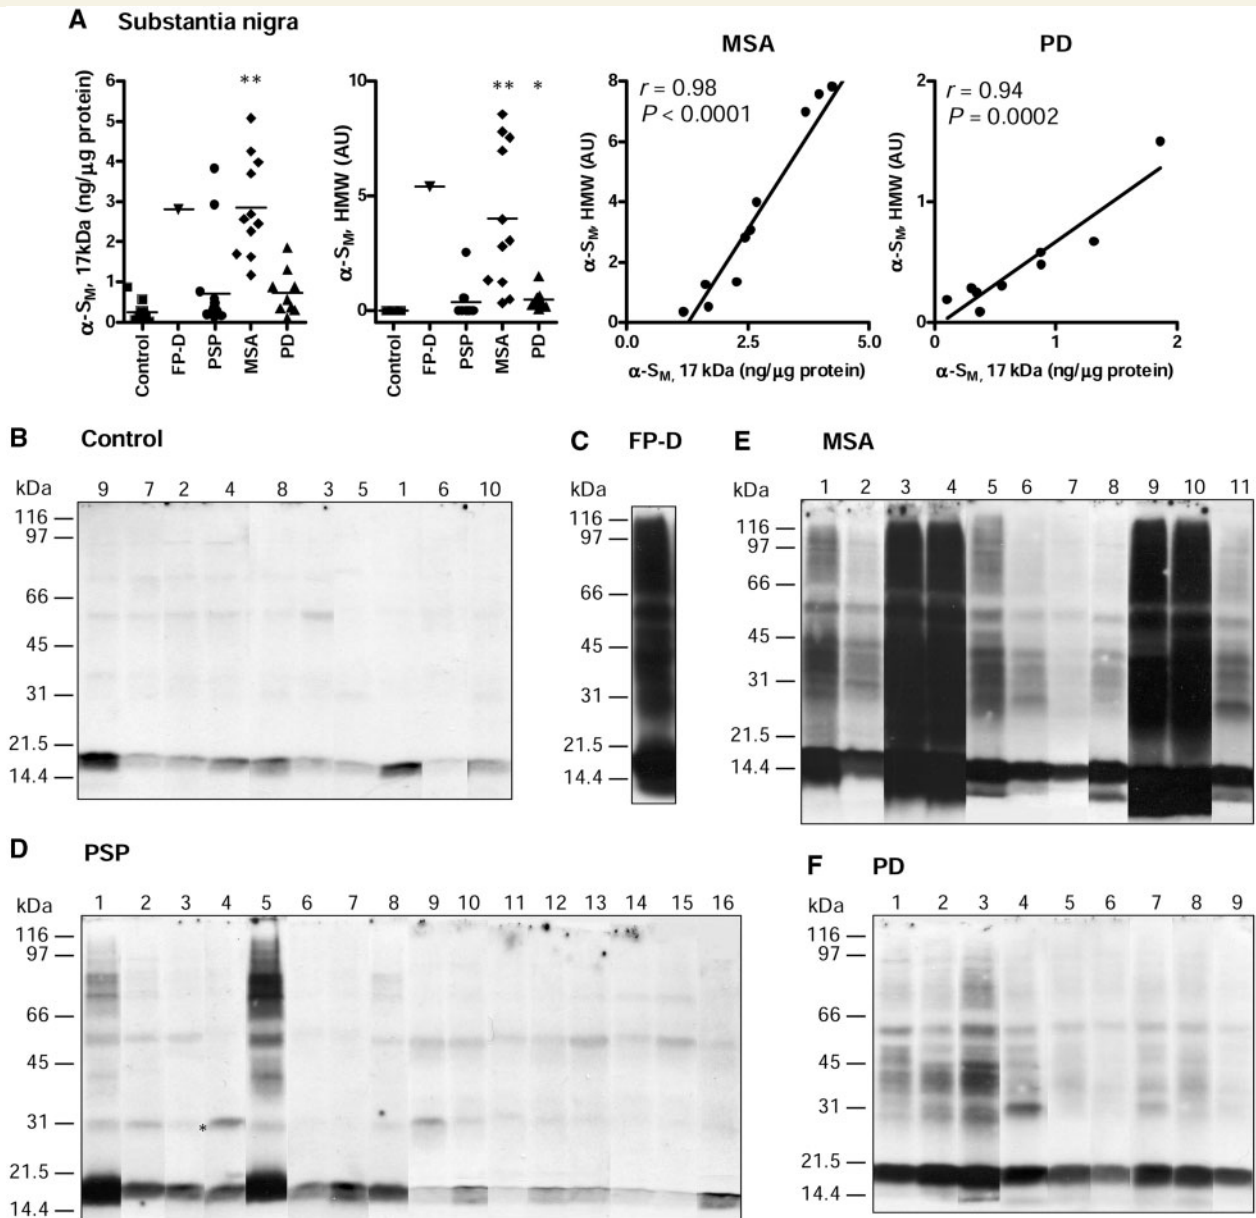 A Substantia nigra
α-SM, 17kDa (ng/μg protein)
6
5
4
3
2
1
0
**
Control
FP-D
PSP
MSA
PD
α-SM, HMW (AU)
10
5
0
** *
Control
FP-D
PSP
MSA
PD
MSA
r = 0.98
P < 0.0001
α-SM, HMW (AU)
8
6
4
2
0
0.0 2.5 5.0
α-SM, 17 kDa (ng/μg protein)
PD
r = 0.94
P = 0.0002
α-SM, HMW (AU)
2
1
0
0 1 2
α-SM, 17 kDa (ng/μg protein)
B Control
kDa 9 7 2 4 8 3 5 1 6 10
116
97
66
45
31
21.5
14.4
C FP-D
kDa
116
97
66
45
31
21.5
14.4
E MSA
kDa 1 2 3 4 5 6 7 8 9 10 11
116
97
66
45
31
21.5
14.4
D PSP
kDa 1 2 3 4 5 6 7 8 9 10 11 12 13 14 15 16
116
97
66
45
31
*
21.5
14.4
F PD
kDa 1 2 3 4 5 6 7 8 9
116
97
66
45
31
21.5
14.4